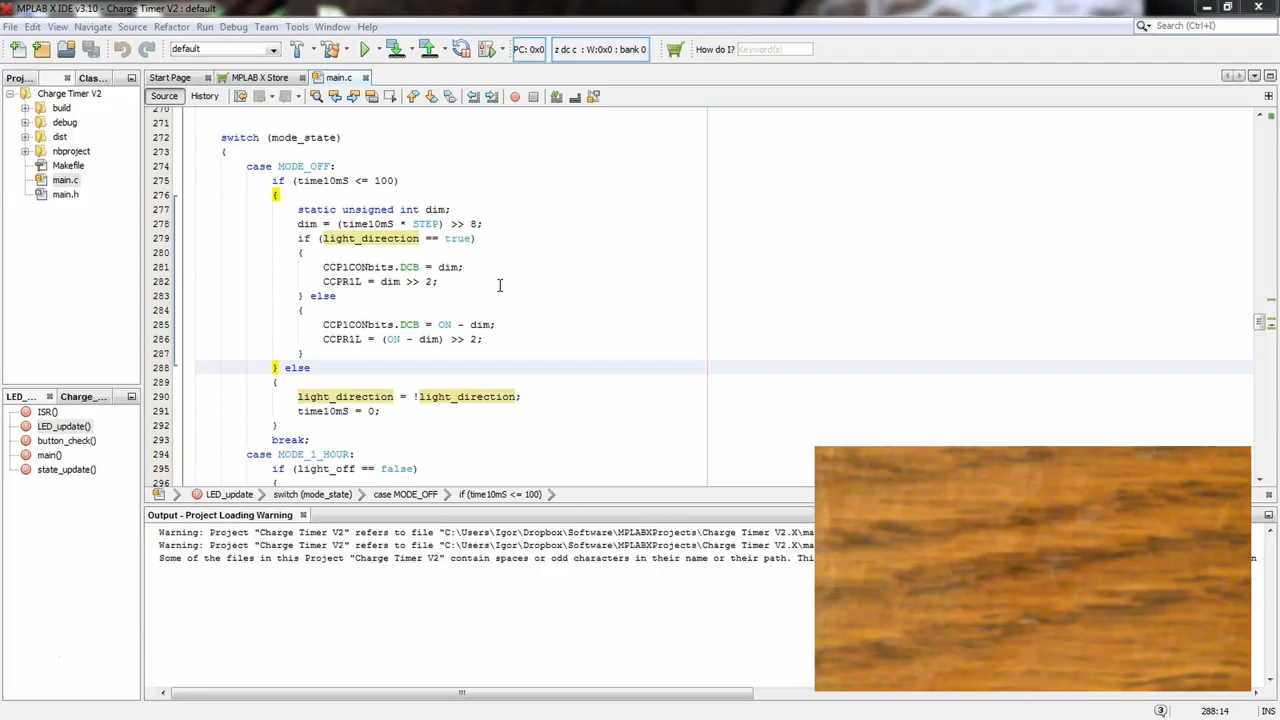 MPLAB X IDE v3.10 - Charge Timer V2 : default
File Edit View Navigate Source Refactor Run Debug Team Tools Window Help
Search (Ctrl+I)
default
PC: 0x0
z dc c : W:0x0 : bank 0
How do I?
Keyword(s)
Proj...
Clas...
Start Page
MPLAB X Store
main.c
Source
History
Charge Timer V2
build
debug
dist
nbproject
Makefile
main.c
main.h
270
271
272 switch (mode_state)
273 {
274 case MODE_OFF:
275 if (time10mS <= 100)
276 {
277 static unsigned int dim;
278 dim = (time10mS * STEP) >> 8;
279 if (light_direction == true)
280 {
281 CCP1CONbits.DCB = dim;
282 CCPR1L = dim >> 2;
283 } else
284 {
285 CCP1CONbits.DCB = ON - dim;
286 CCPR1L = (ON - dim) >> 2;
287 }
288 } else
289 {
290 light_direction = !light_direction;
291 time10mS = 0;
292 }
293 break;
294 case MODE_1_HOUR:
295 if (light_off == false)
296 {
LED_...
Charge_...
ISR()
LED_update()
button_check()
main()
state_update()
LED_update
switch (mode_state)
case MODE_OFF
if (time10mS <= 100)
Output - Project Loading Warning
Warning: Project "Charge Timer V2" refers to file "C:\Users\Igor\Dropbox\Software\MPLABXProjects\Charge Timer V2.X\ma
Warning: Project "Charge Timer V2" refers to file "C:\Users\Igor\Dropbox\Software\MPLABXProjects\Charge Timer V2.X\ma
Some of the files in this Project "Charge Timer V2" contain spaces or odd characters in their name or their path. Thi
3
288:14
INS